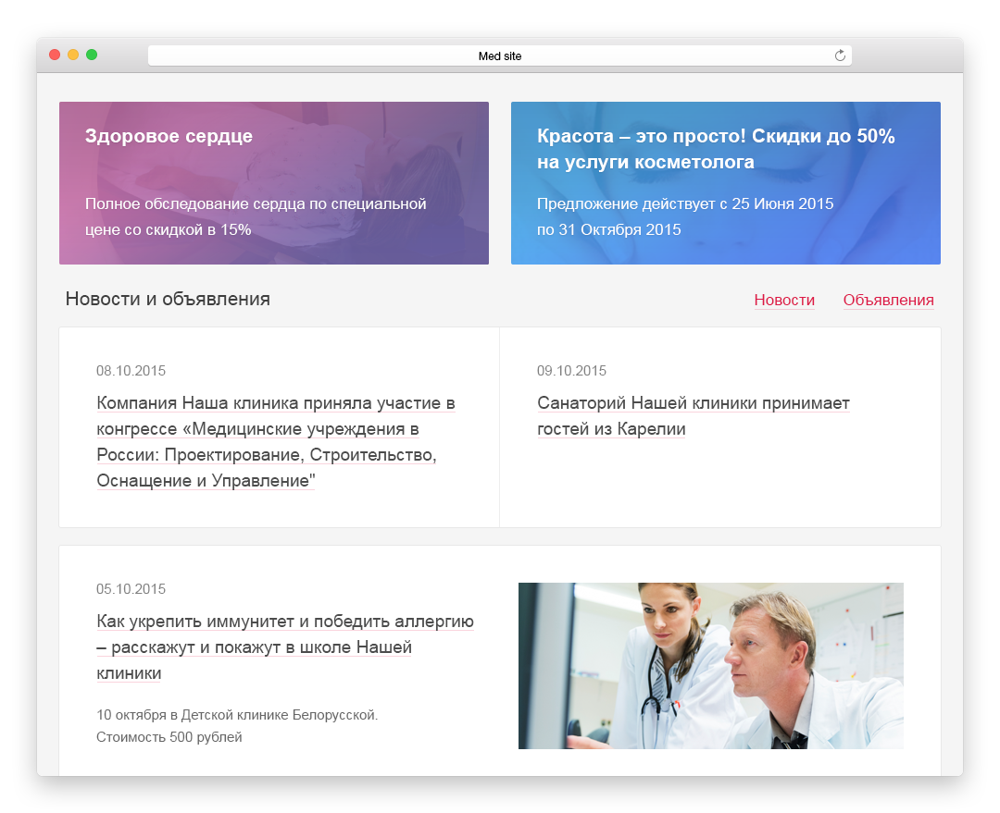 Med site
Здоровое сердце
Полное обследование сердца по специальной
цене со скидкой в 15%
Красота – это просто! Скидки до 50%
на услуги косметолога
Предложение действует с 25 Июня 2015
по 31 Октября 2015
Новости и объявления
Новости
Объявления
08.10.2015
Компания Наша клиника приняла участие в
конгрессе «Медицинские учреждения в
России: Проектирование, Строительство,
Оснащение и Управление"
09.10.2015
Санаторий Нашей клиники принимает
гостей из Карелии
05.10.2015
Как укрепить иммунитет и победить аллергию
– расскажут и покажут в школе Нашей
клиники
10 октября в Детской клинике Белорусской.
Стоимость 500 рублей